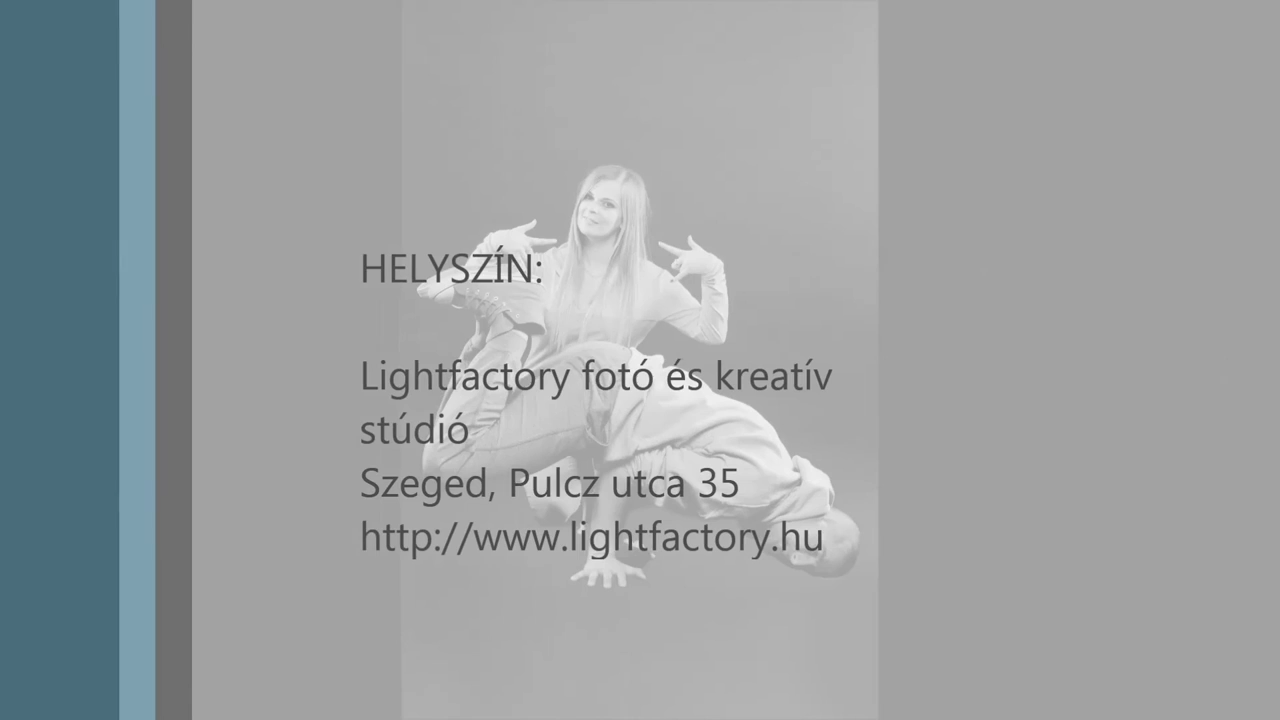 HELYSZÍN:
Lightfactory fotó és kreatív
stúdió
Szeged, Pulcz utca 35
http://www.lightfactory.hu